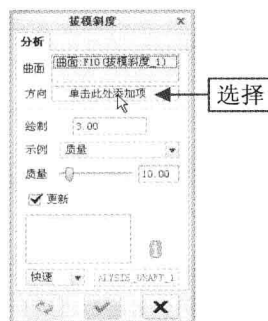 拔模斜度 ×
分析
曲面 曲面:F10(拔模斜度_1)
方向 单击此处添加项
选择
绘制 3.00
示例 质量
质量 10.00
更新
快速